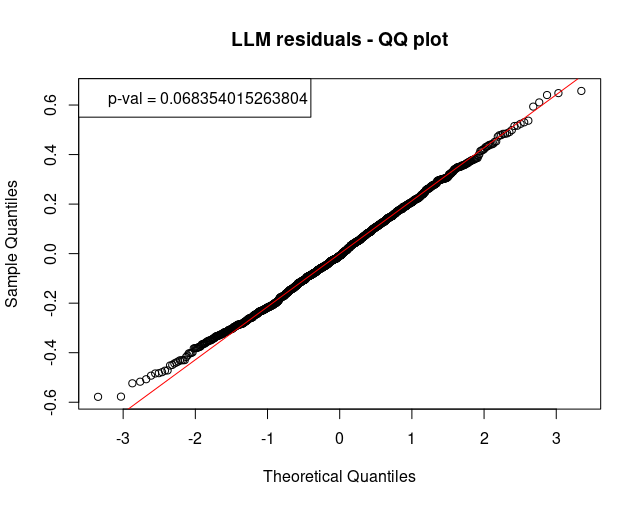 LLM residuals - QQ plot
p-val = 0.068354015263804
Sample Quantiles
0.6
0.4
0.2
0.0
-0.2
-0.4
-0.6
-3 -2 -1 0 1 2 3
Theoretical Quantiles